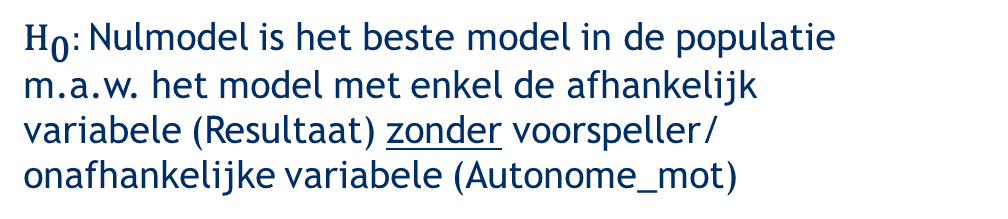 H₀: Nulmodel is het beste model in de populatie
m.a.w. het model met enkel de afhankelijk
variabele (Resultaat) zonder voorspeller/
onafhankelijke variabele (Autonome_mot)